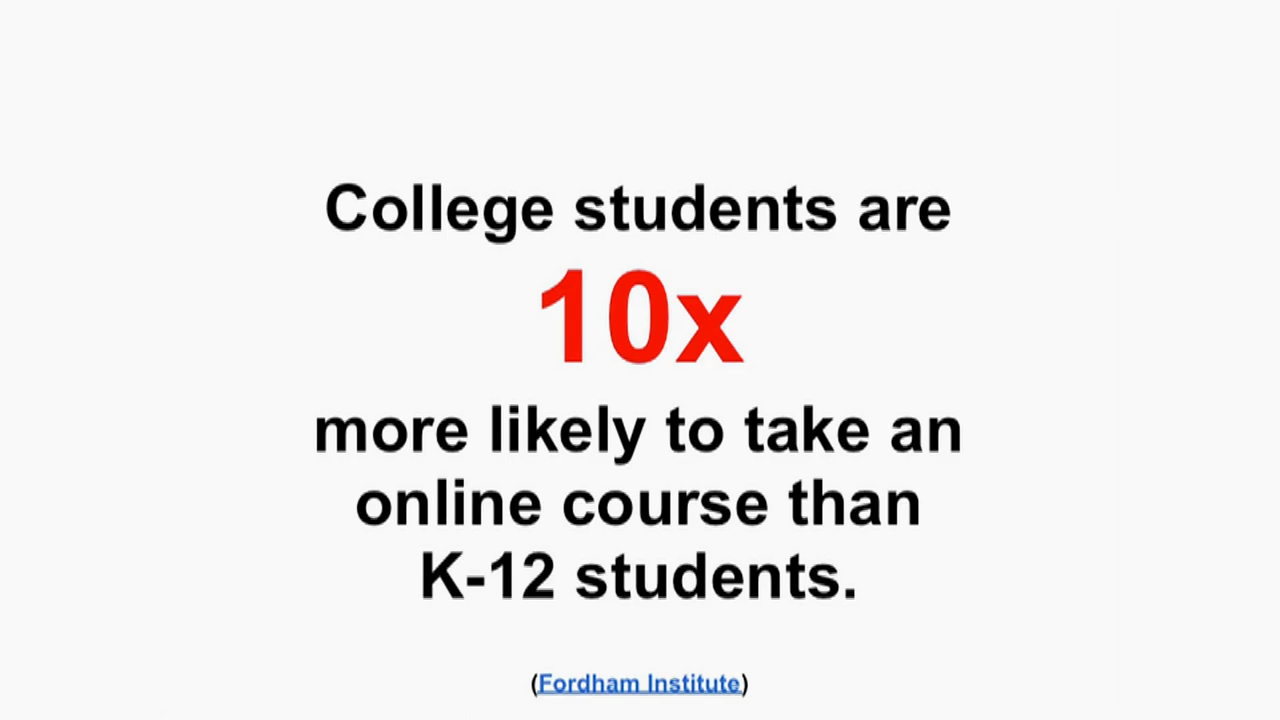 College students are
10x
more likely to take an
online course than
K-12 students.
(Fordham Institute)